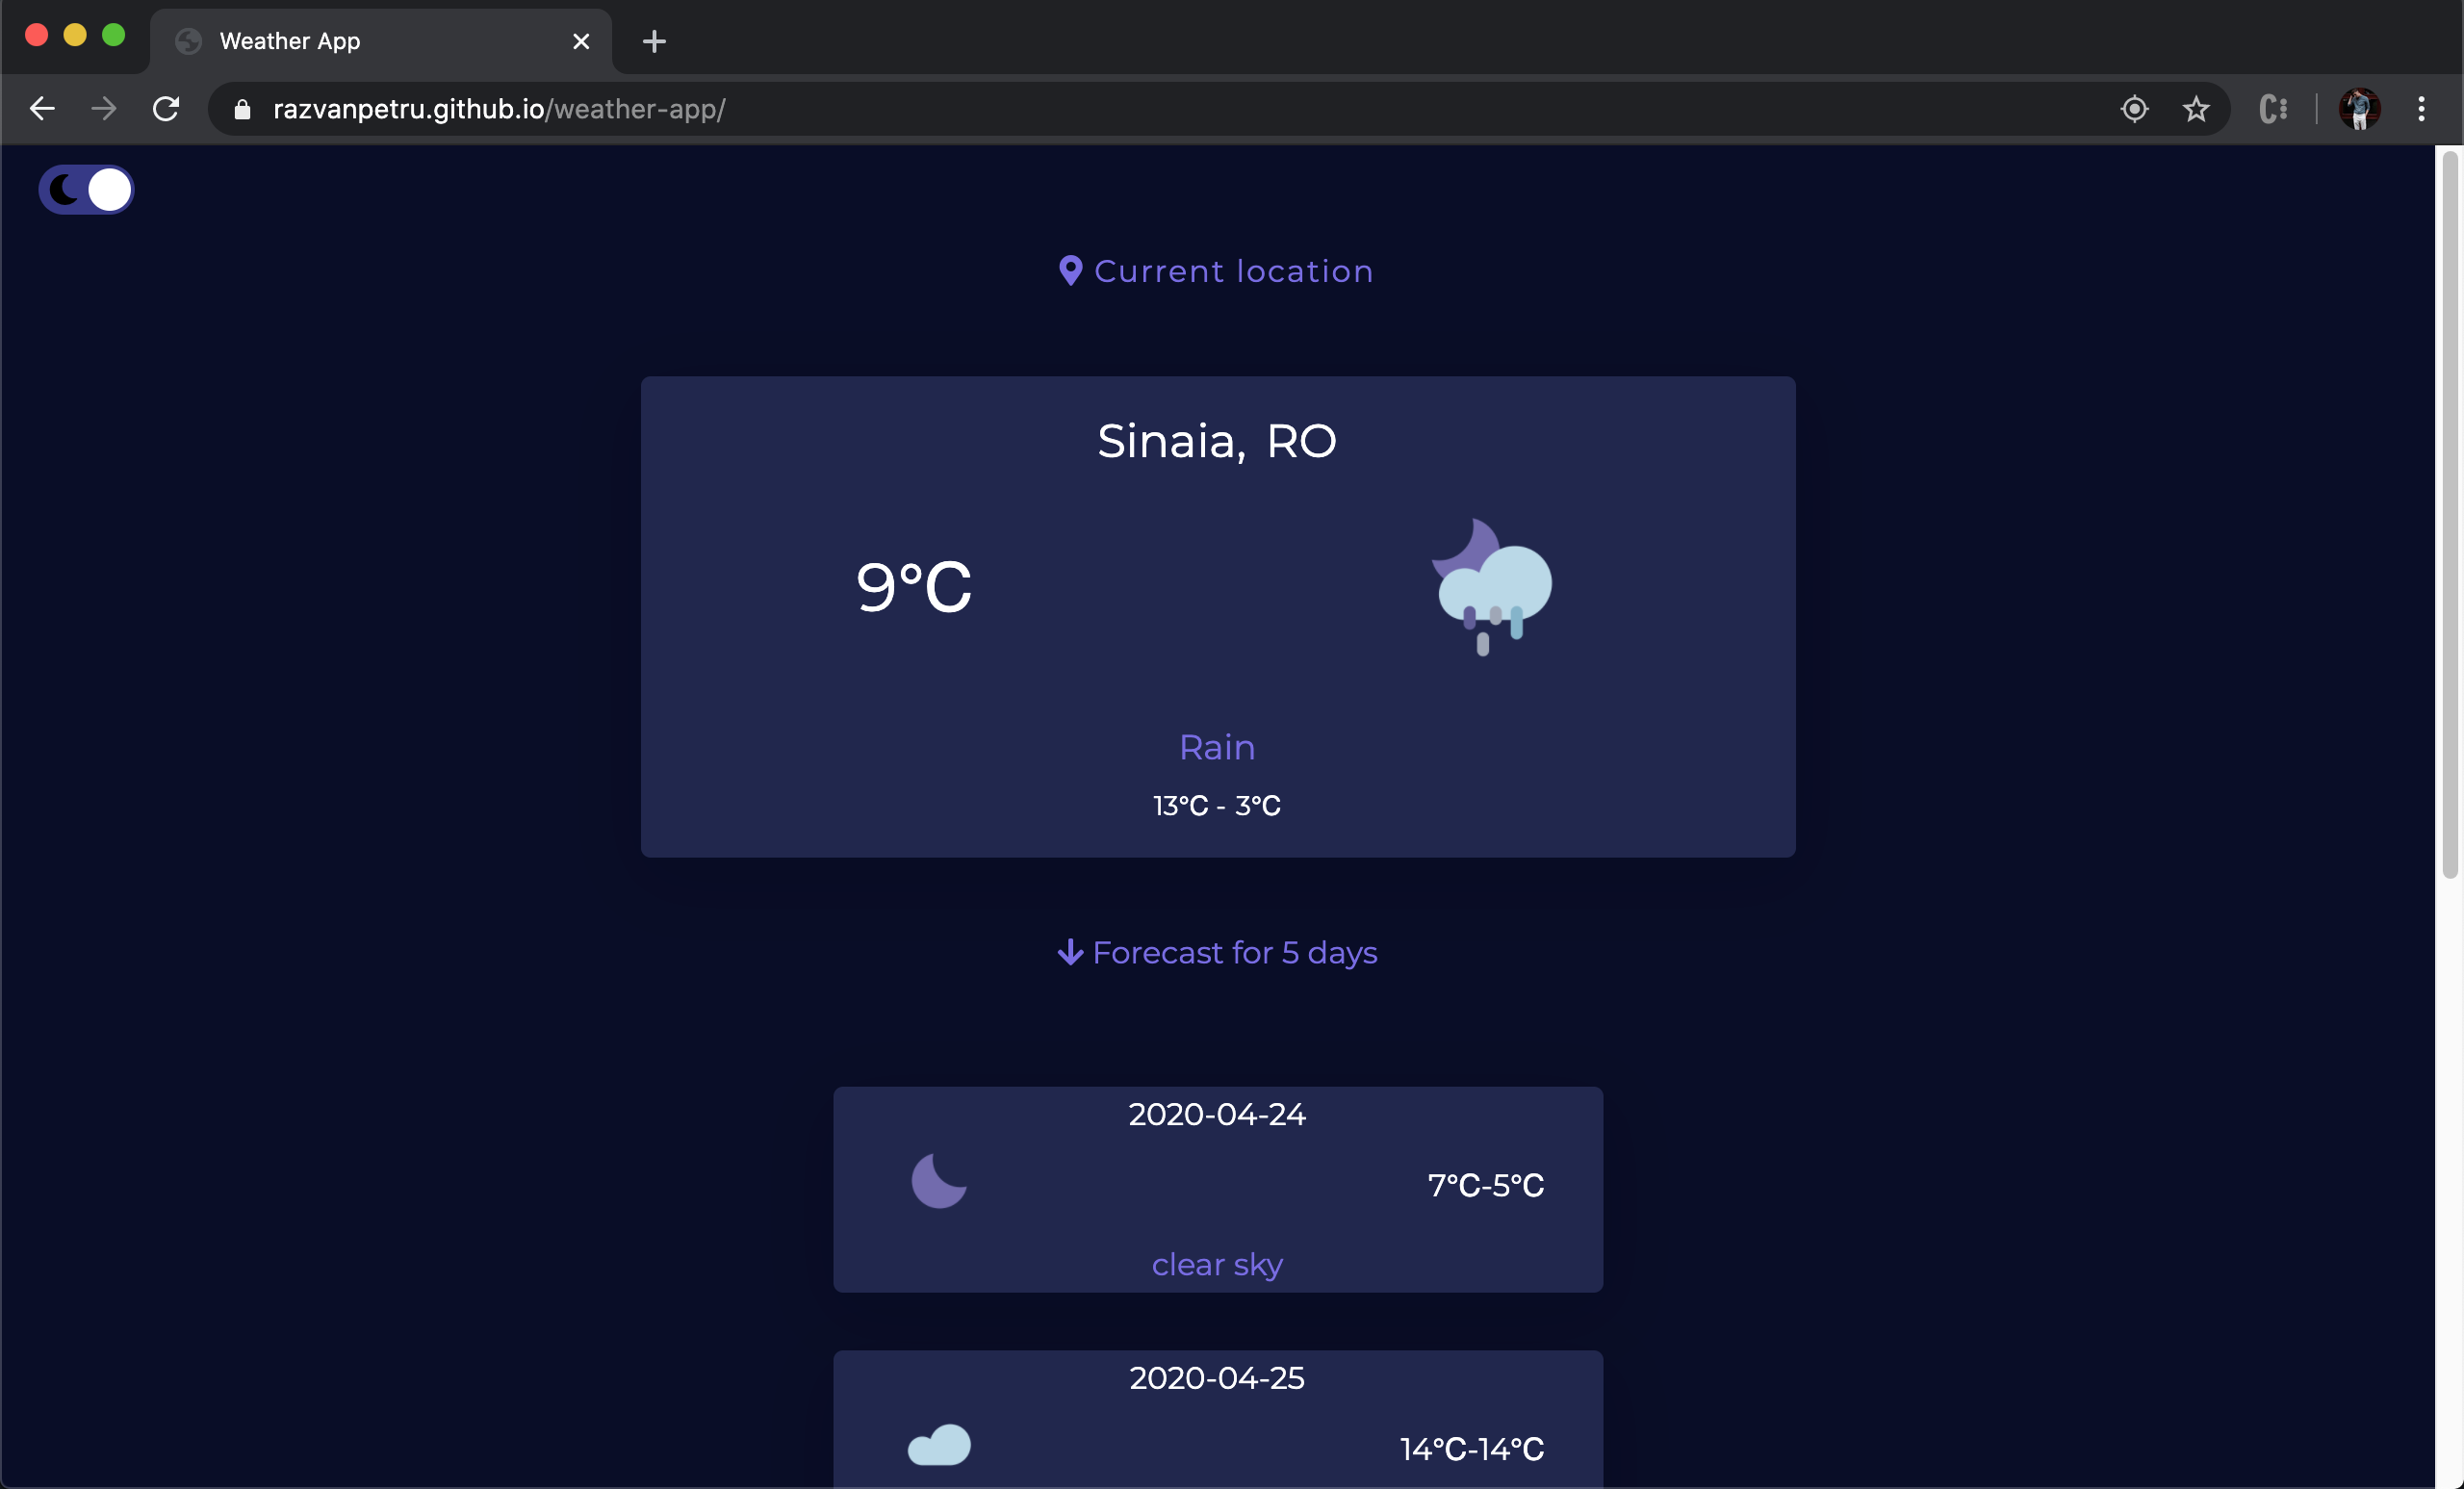 Weather App
razvanpetru.github.io/weather-app/
Current location
Sinaia, RO
9°C
Rain
13°C - 3°C
Forecast for 5 days
2020-04-24
7°C-5°C
clear sky
2020-04-25
14°C-14°C